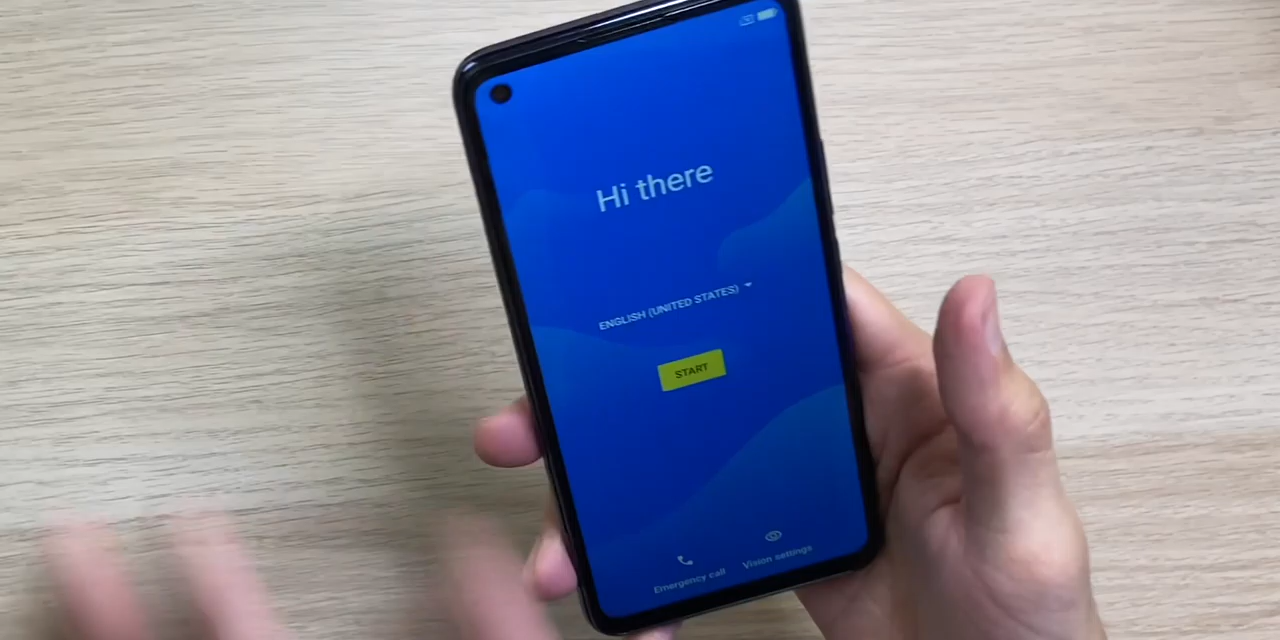 Hi there
ENGLISH (UNITED STATES)
START
Emergency call
Vision settings